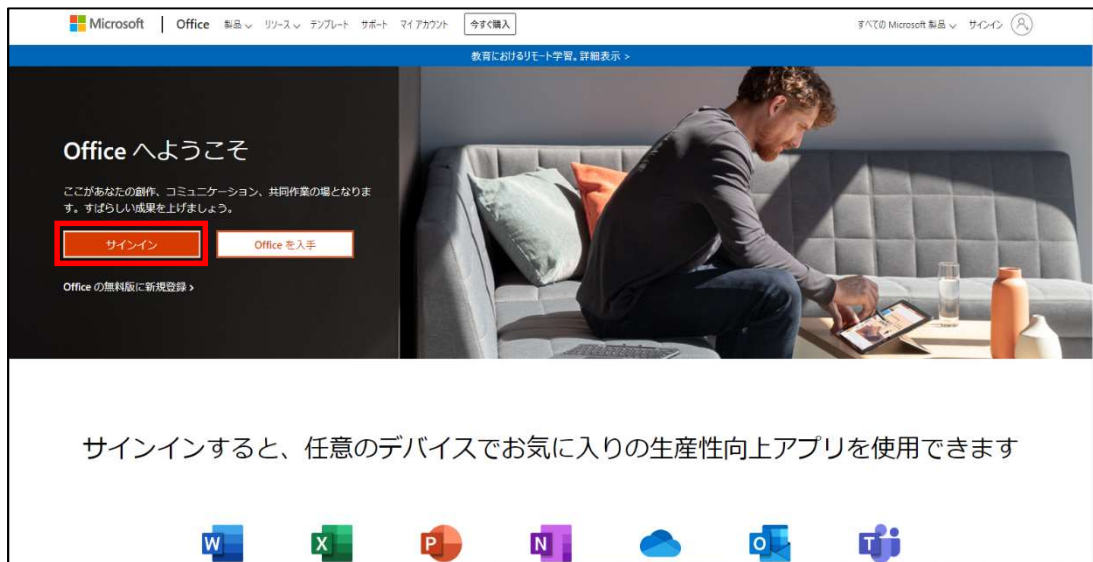 Microsoft Office 製品 リソース テンプレート サポート マイ アカウント 今すぐ購入 すべての Microsoft 製品 サインイン
教育におけるリモート学習。詳細表示 >
Office へようこそ
ここがあなたの創作、コミュニケーション、共同作業の場となりま
す。すばらしい成果を上げましょう。
サインイン Office を入手
Office の無料版に新規登録 >
サインインすると、任意のデバイスでお気に入りの生産性向上アプリを使用できます
W X P N O T